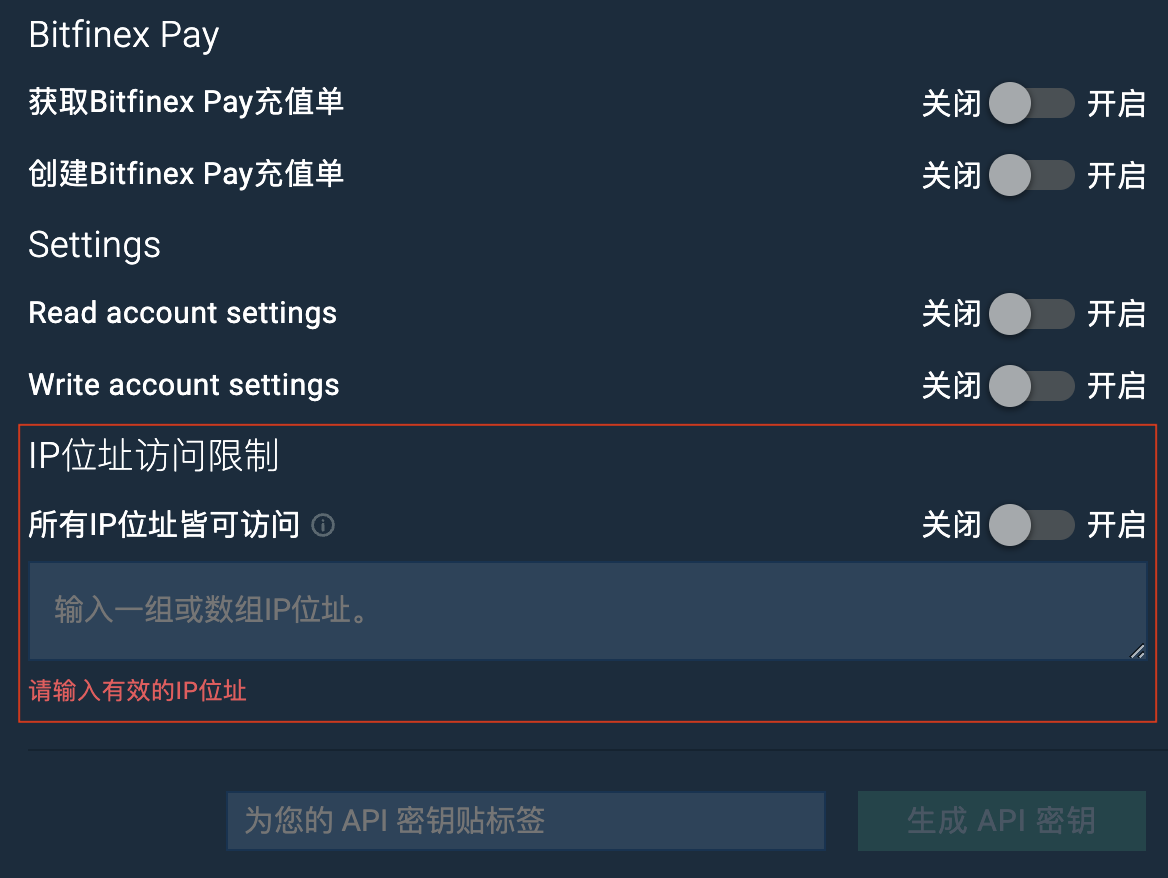 Bitfinex Pay
获取Bitfinex Pay充值单 关闭 开启
创建Bitfinex Pay充值单 关闭 开启
Settings
Read account settings 关闭 开启
Write account settings 关闭 开启
IP位址访问限制
所有IP位址皆可访问 关闭 开启
输入一组或数组IP位址。
请输入有效的IP位址
为您的 API 密钥贴标签 生成 API 密钥